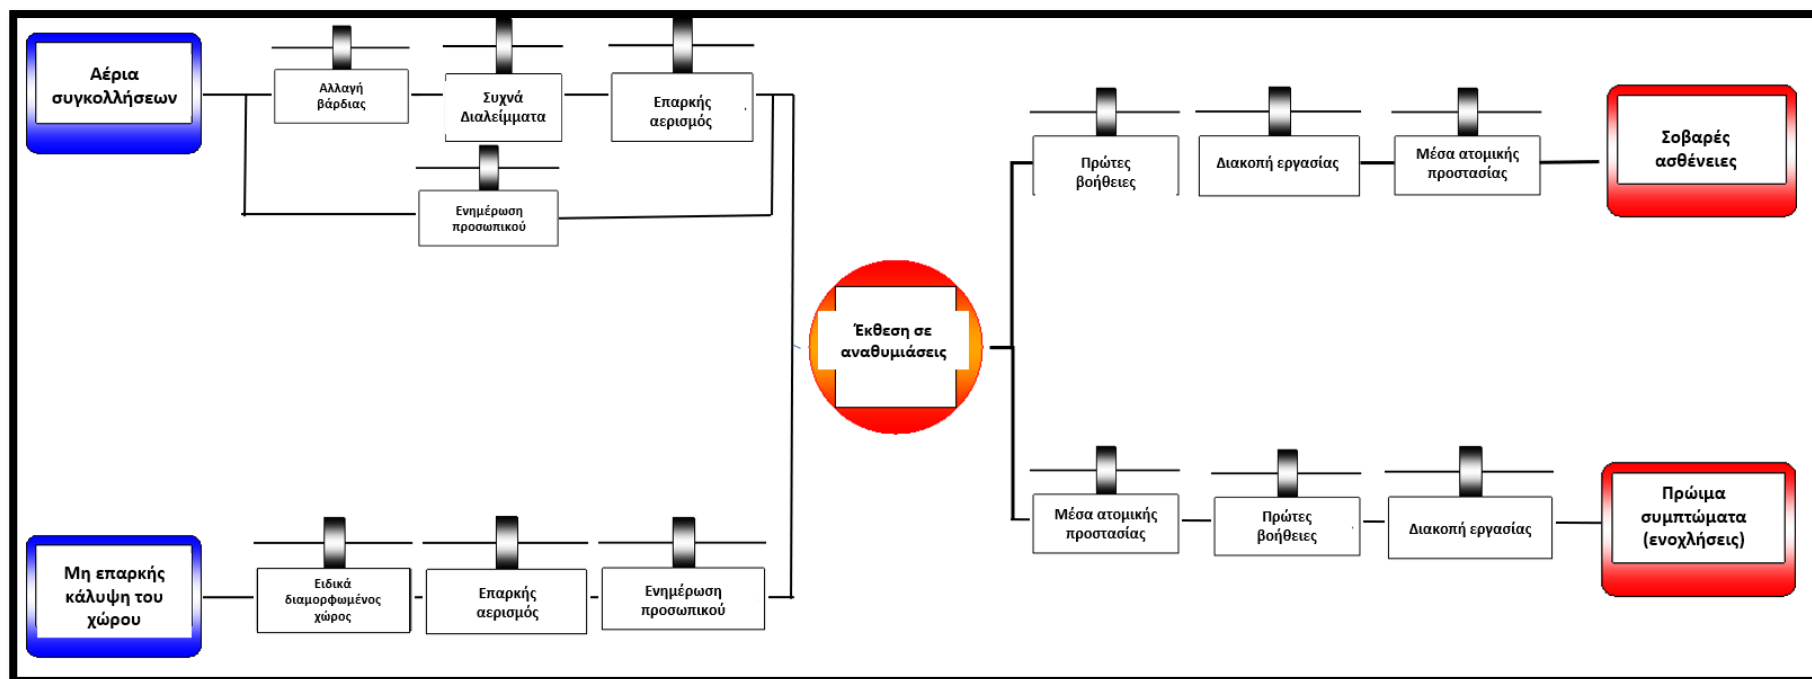 Αέρια
συγκολλήσεων
Αλλαγή
βάρδιας
Συχνά
Διαλείμματα
Επαρκής
αερισμός
Ενημέρωση
προσωπικού
Μη επαρκής
κάλυψη του
χώρου
Ειδικά
διαμορφωμένος
χώρος
Επαρκής
αερισμός
Ενημέρωση
προσωπικού
Έκθεση σε
αναθυμιάσεις
Πρώτες
βοήθειες
Διακοπή εργασίας
Μέσα ατομικής
προστασίας
Σοβαρές
ασθένειες
Μέσα ατομικής
προστασίας
Πρώτες
βοήθειες
Διακοπή εργασίας
Πρώιμα
συμπτώματα
(ενοχλήσεις)